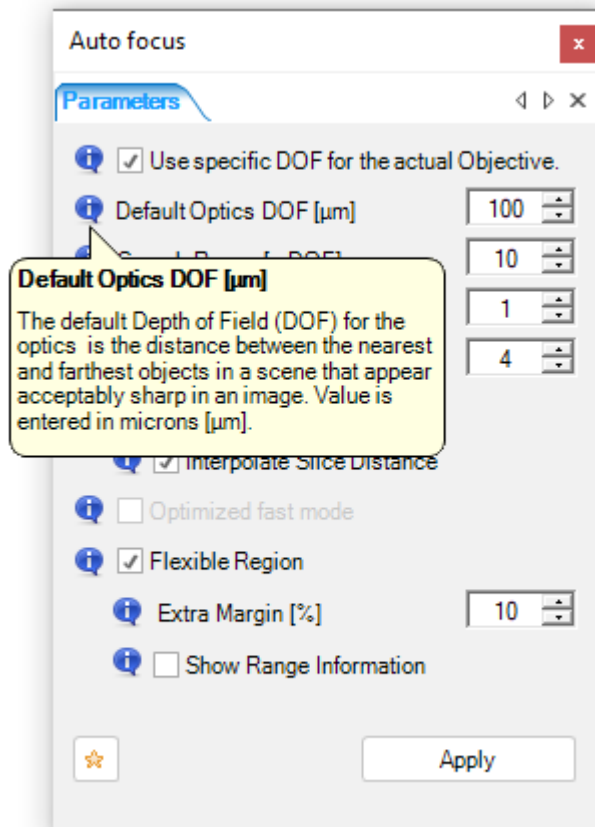 Auto focus
x
Parameters
Use specific DOF for the actual Objective.
Default Optics DOF [µm] 100
10
Default Optics DOF [µm]
The default Depth of Field (DOF) for the
optics is the distance between the nearest
and farthest objects in a scene that appear
acceptably sharp in an image. Value is
entered in microns [µm].
1
4
Interpolate Slice Distance
Optimized fast mode
Flexible Region
Extra Margin [%] 10
Show Range Information
Apply